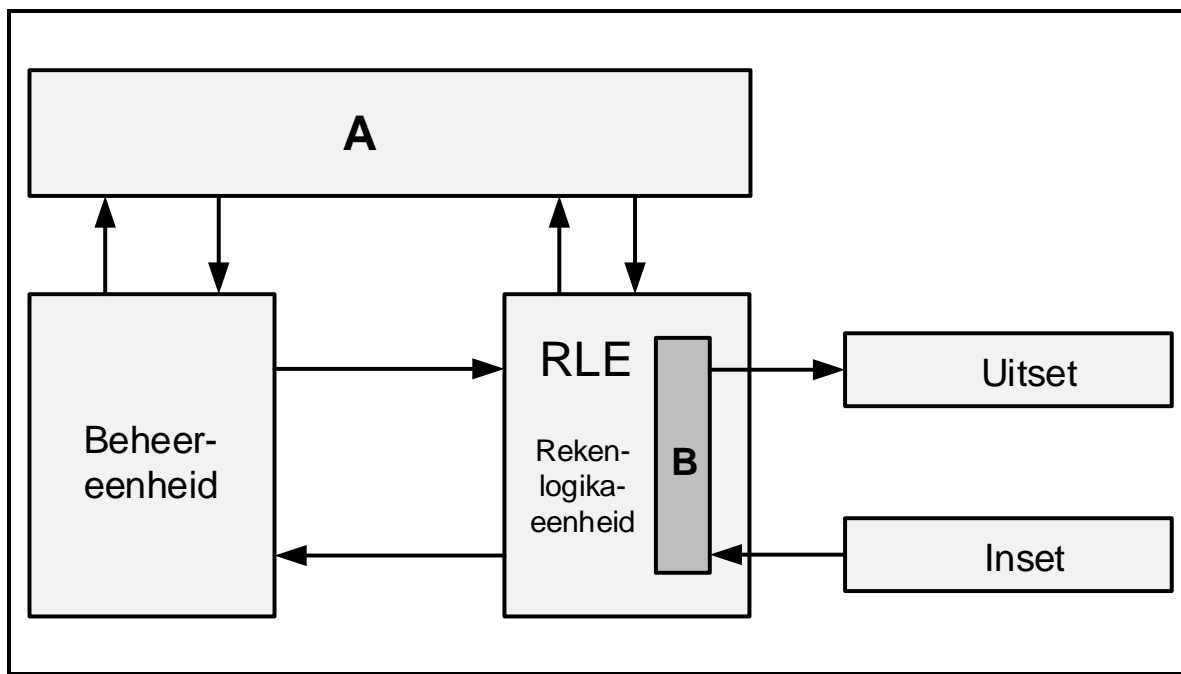 A
Beheer-
eenheid
RLE
Reken-
logika-
eenheid
B
Uitset
Inset